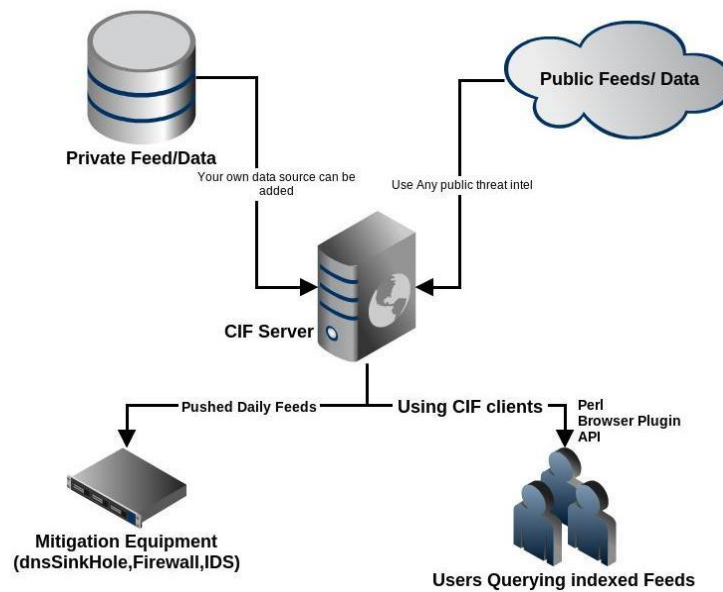 Public Feeds/ Data
Private Feed/Data
Your own data source can be
added
Use Any public threat intel
CIF Server
Pushed Daily Feeds
Using CIF clients
Perl
Browser Plugin
API
Mitigation Equipment
(dnsSinkHole,Firewall,IDS)
Users Querying indexed Feeds